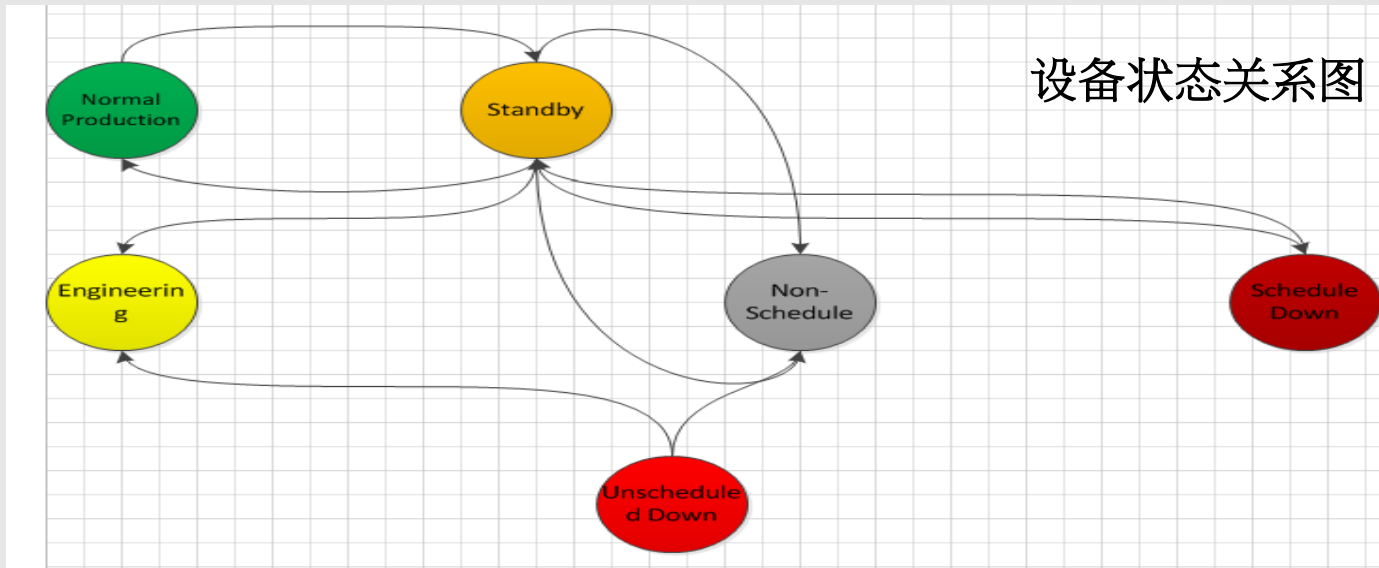 设备状态关系图
Normal
Production
Standby
Engineerin
g
Non-
Schedule
Schedule
Down
Unschedule
d Down